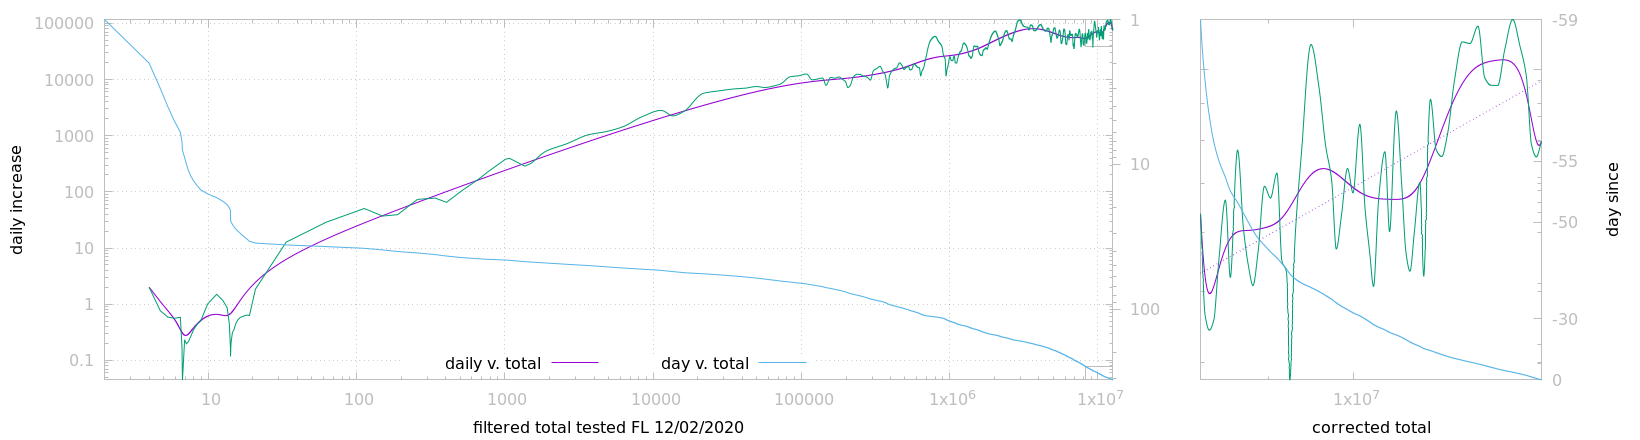 100000
10000
1000
100
10
1
0.1
daily increase
10
100
1000
10000
100000
1x10^6
1x10^7
filtered total tested FL 12/02/2020
daily v. total
day v. total
1
10
100
1x10^7
corrected total
-59
-55
-50
-30
0
day since